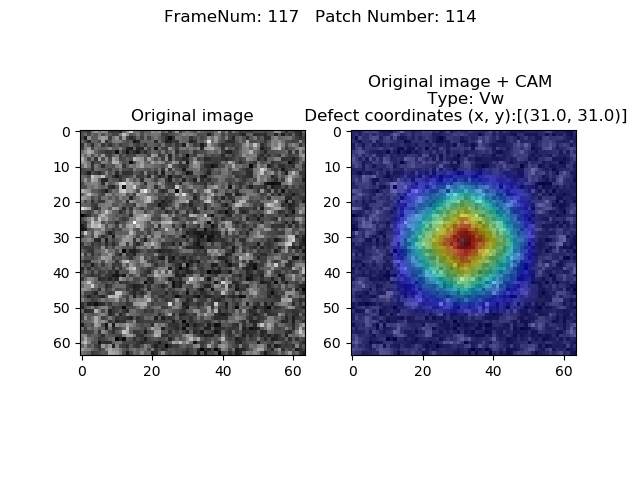 FrameNum: 117   Patch Number: 114
Original image
0
10
20
30
40
50
60
0 20 40 60
Original image + CAM
Type: Vw
Defect coordinates (x, y):[(31.0, 31.0)]
0
10
20
30
40
50
60
0 20 40 60